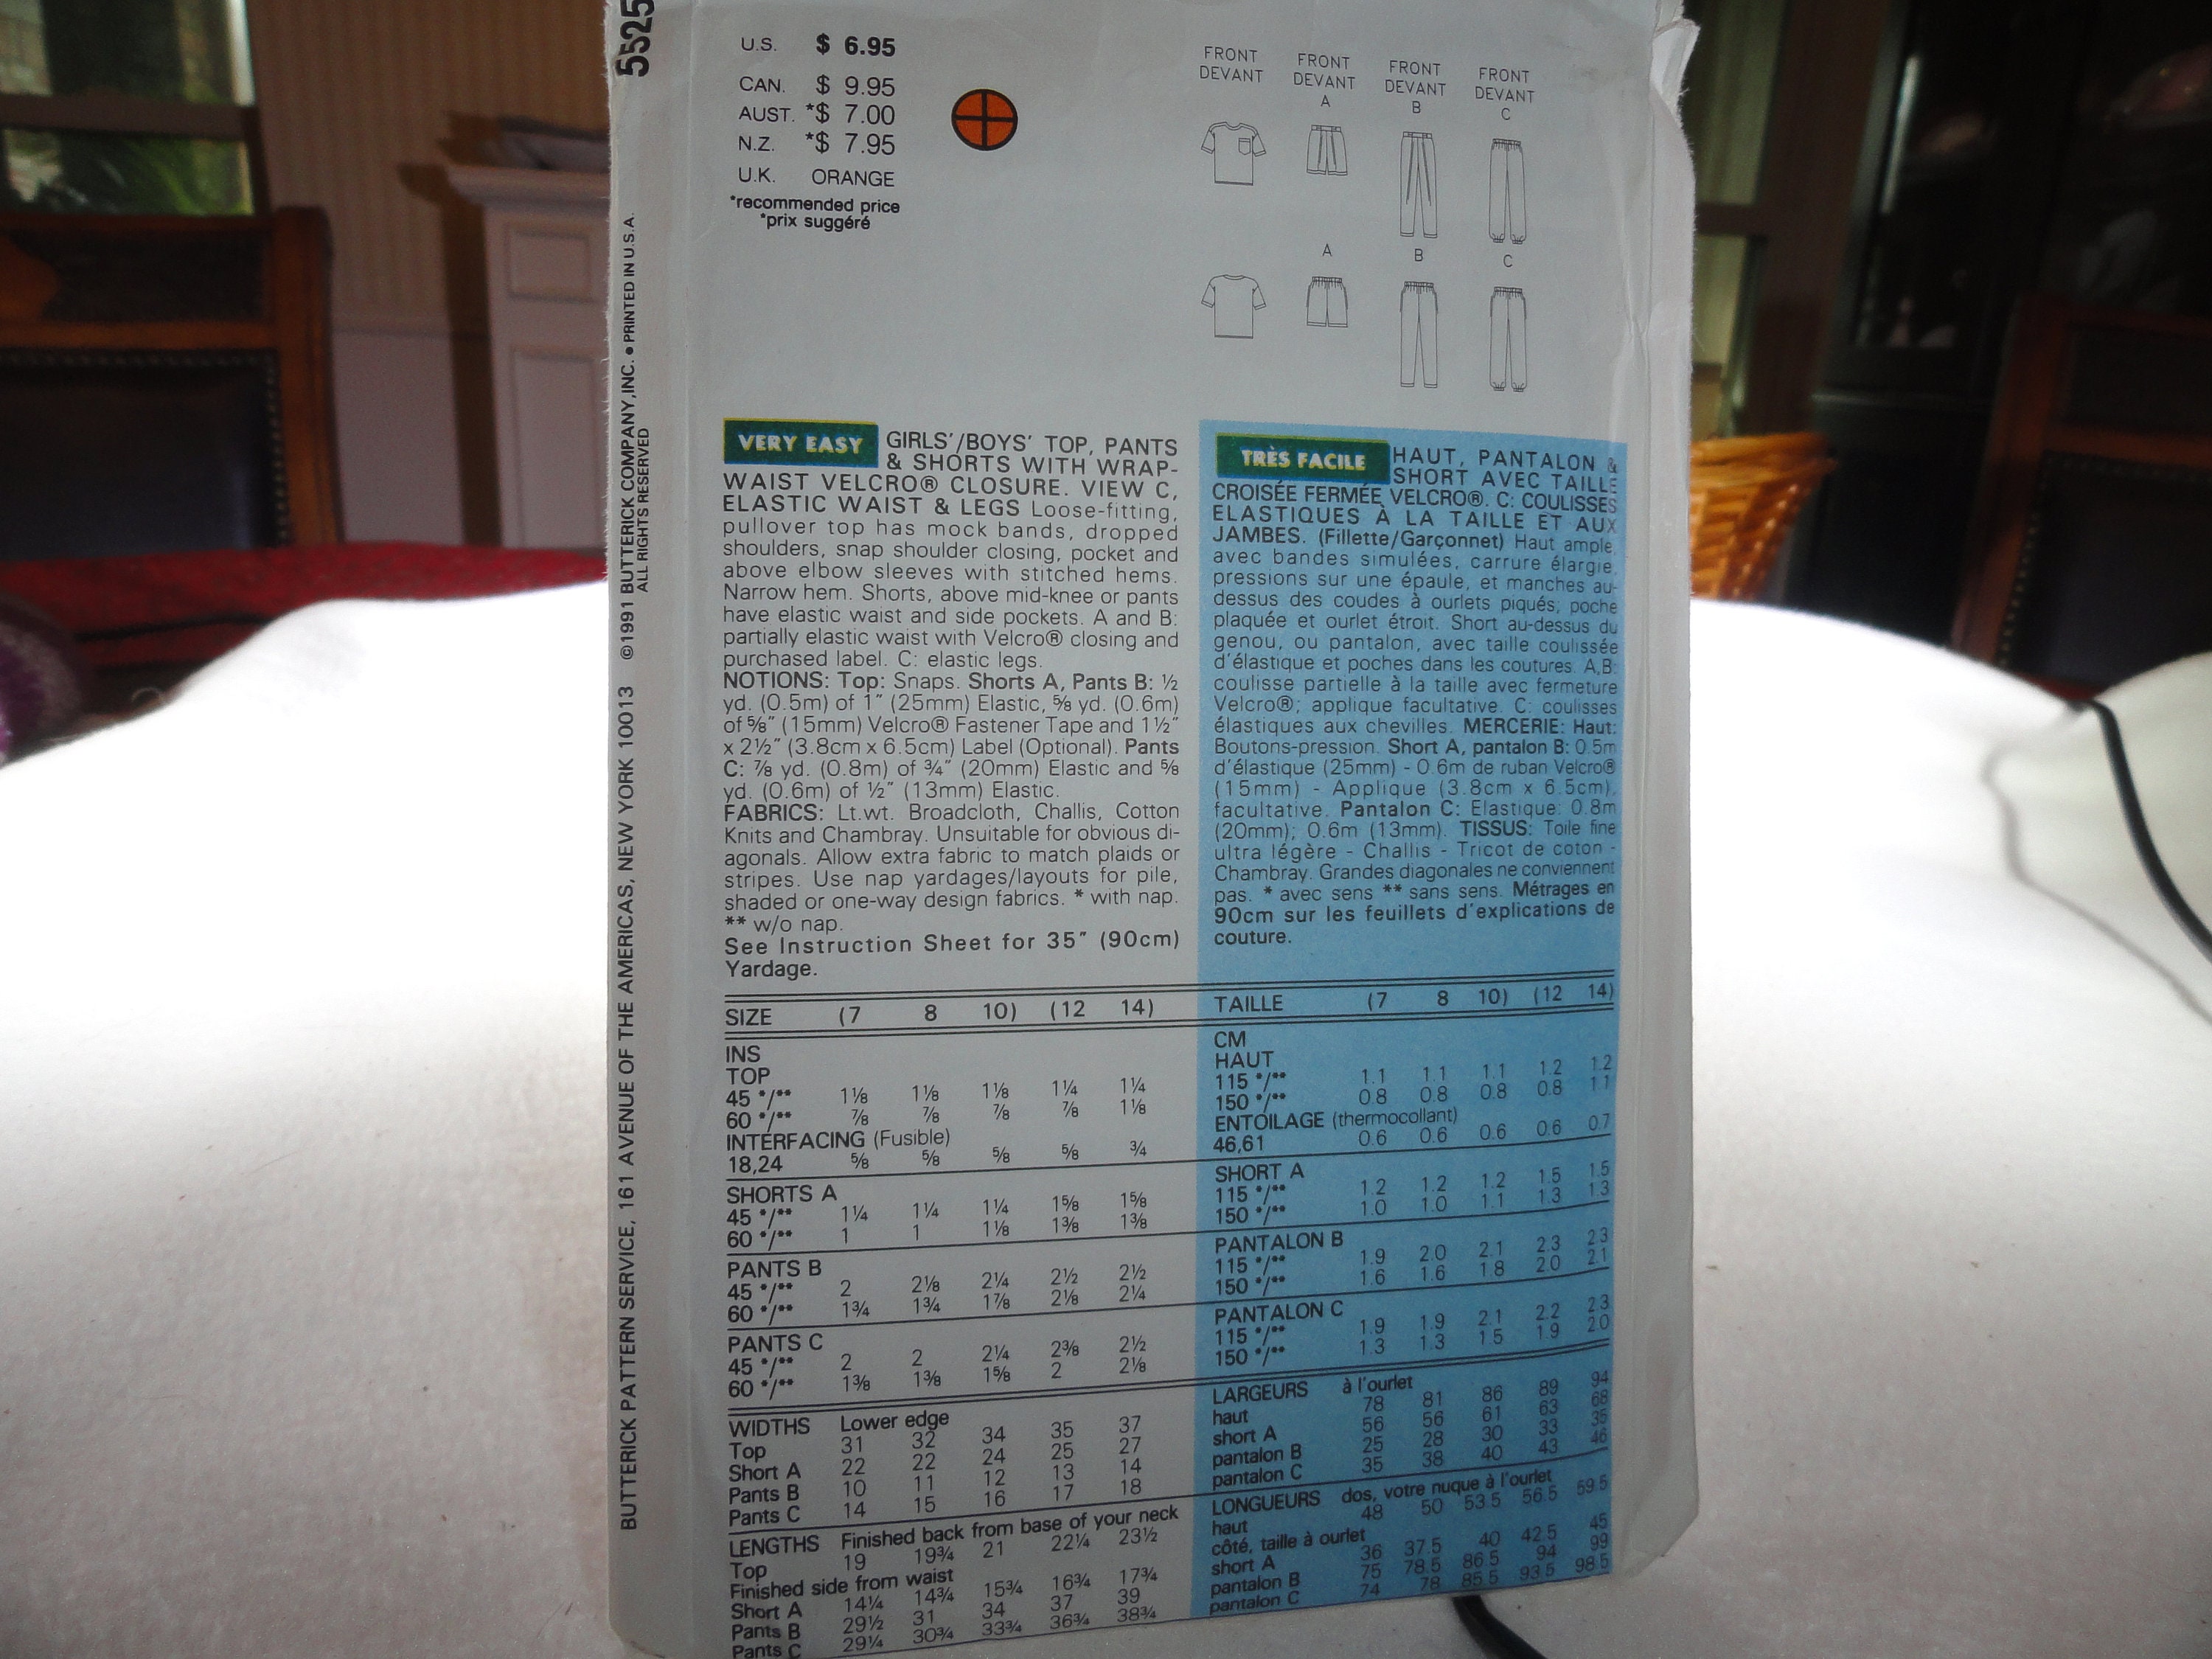 5525
©1991 BUTTERICK COMPANY, INC. • PRINTED IN U.S.A.
ALL RIGHTS RESERVED
BUTTERICK PATTERN SERVICE, 161 AVENUE OF THE AMERICAS, NEW YORK 10013
U.S. $ 6.95
CAN. $ 9.95
AUST. *$ 7.00
N.Z. *$ 7.95
U.K. ORANGE
*recommended price
*prix suggéré
FRONT FRONT FRONT FRONT
DEVANT DEVANT DEVANT DEVANT
A B C
A B C
VERY EASY GIRLS'/BOYS' TOP, PANTS
& SHORTS WITH WRAP-
WAIST VELCRO® CLOSURE. VIEW C,
ELASTIC WAIST & LEGS Loose-fitting,
pullover top has mock bands, dropped
shoulders, snap shoulder closing, pocket and
above elbow sleeves with stitched hems.
Narrow hem. Shorts, above mid-knee or pants
have elastic waist and side pockets. A and B:
partially elastic waist with Velcro® closing and
purchased label. C: elastic legs.
NOTIONS: Top: Snaps. Shorts A, Pants B: ½
yd. (0.5m) of 1" (25mm) Elastic, ⅝ yd. (0.6m)
of ⅝" (15mm) Velcro® Fastener Tape and 1½"
x 2½" (3.8cm x 6.5cm) Label (Optional). Pants
C: ⅞ yd. (0.8m) of ¾" (20mm) Elastic and ⅝
yd. (0.6m) of ½" (13mm) Elastic.
FABRICS: Lt.wt. Broadcloth, Challis, Cotton
Knits and Chambray. Unsuitable for obvious di-
agonals. Allow extra fabric to match plaids or
stripes. Use nap yardages/layouts for pile,
shaded or one-way design fabrics. * with nap.
** w/o nap.
See Instruction Sheet for 35" (90cm)
Yardage.
SIZE (7 8 10) (12 14)
INS
TOP
45 */** 1⅛ 1⅛ 1⅛ 1¼ 1¼
60 */** ⅞ ⅞ ⅞ ⅞ 1⅛
INTERFACING (Fusible)
18,24 ⅝ ⅝ ⅝ ⅝ ¾
SHORTS A
45 */** 1¼ 1¼ 1¼ 1⅝ 1⅝
60 */** 1 1 1⅛ 1⅜ 1⅜
PANTS B
45 */** 2 2⅛ 2¼ 2½ 2½
60 */** 1¾ 1¾ 1⅞ 2⅛ 2¼
PANTS C
45 */** 2 2 2¼ 2⅜ 2½
60 */** 1⅜ 1⅜ 1⅝ 2 2⅛
WIDTHS Lower edge
Top 31 32 34 35 37
Short A 22 22 24 25 27
Pants B 10 11 12 13 14
Pants C 14 15 16 17 18
LENGTHS Finished back from base of your neck
Top 19 19¾ 21 22¼ 23½
Finished side from waist
Short A 14¼ 14¾ 15¾ 16¾ 17¾
Pants B 29½ 31 34 37 39
Pants C 29¼ 30¾ 33¾ 36¾ 38¾
TRÈS FACILE HAUT, PANTALON &
SHORT AVEC TAILLE
CROISÉE FERMÉE VELCRO®. C: COULISSES
ELASTIQUES À LA TAILLE ET AUX
JAMBES. (Fillette/Garçonnet) Haut ample,
avec bandes simulées, carrure élargie,
pressions sur une épaule, et manches au-
dessus des coudes à ourlets piqués; poche
plaquée et ourlet étroit. Short au-dessus du
genou, ou pantalon, avec taille coulissée
d'élastique et poches dans les coutures. A,B:
coulisse partielle à la taille avec fermeture
Velcro®; applique facultative. C: coulisses
élastiques aux chevilles. MERCERIE: Haut:
Boutons-pression. Short A, pantalon B: 0.5m
d'élastique (25mm) - 0.6m de ruban Velcro®
(15mm) - Applique (3.8cm x 6.5cm),
facultative. Pantalon C: Elastique: 0.8m
(20mm); 0.6m (13mm). TISSUS: Toile fine
ultra légère - Challis - Tricot de coton -
Chambray. Grandes diagonales ne conviennent
pas. * avec sens ** sans sens. Métrages en
90cm sur les feuillets d'explications de
couture.
TAILLE (7 8 10) (12 14)
CM
HAUT
115 */** 1.1 1.1 1.1 1.2 1.2
150 */** 0.8 0.8 0.8 0.8 1.1
ENTOILAGE (thermocollant)
46,61 0.6 0.6 0.6 0.6 0.7
SHORT A
115 */** 1.2 1.2 1.2 1.5 1.5
150 */** 1.0 1.0 1.1 1.3 1.3
PANTALON B
115 */** 1.9 2.0 2.1 2.3 2.3
150 */** 1.6 1.6 1.8 2.0 2.1
PANTALON C
115 */** 1.9 1.9 2.1 2.2 2.3
150 */** 1.3 1.3 1.5 1.9 2.0
LARGEURS à l'ourlet
haut 78 81 86 89 94
short A 56 56 61 63 68
pantalon B 25 28 30 33 35
pantalon C 35 38 40 43 46
LONGUEURS dos, votre nuque à l'ourlet
haut 48 50 53.5 56.5 59.5
côté, taille à ourlet
short A 36 37.5 40 42.5 45
pantalon B 75 78.5 86.5 94 99
pantalon C 74 78 85.5 93.5 98.5